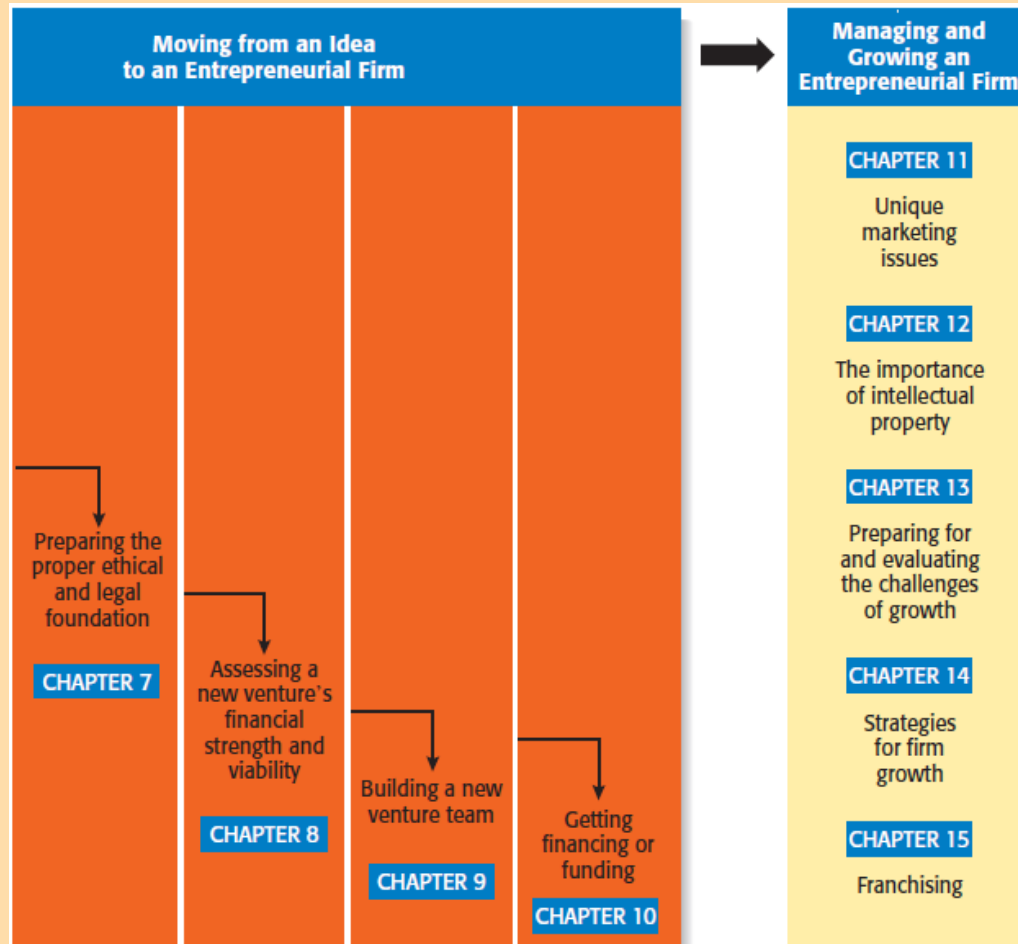 Moving from an Idea
to an Entrepreneurial Firm
Preparing the
proper ethical
and legal
foundation
CHAPTER 7
Assessing a
new venture's
financial
strength and
viability
CHAPTER 8
Building a new
venture team
CHAPTER 9
Getting
financing or
funding
CHAPTER 10
Managing and
Growing an
Entrepreneurial Firm
CHAPTER 11
Unique
marketing
issues
CHAPTER 12
The importance
of intellectual
property
CHAPTER 13
Preparing for
and evaluating
the challenges
of growth
CHAPTER 14
Strategies
for firm
growth
CHAPTER 15
Franchising